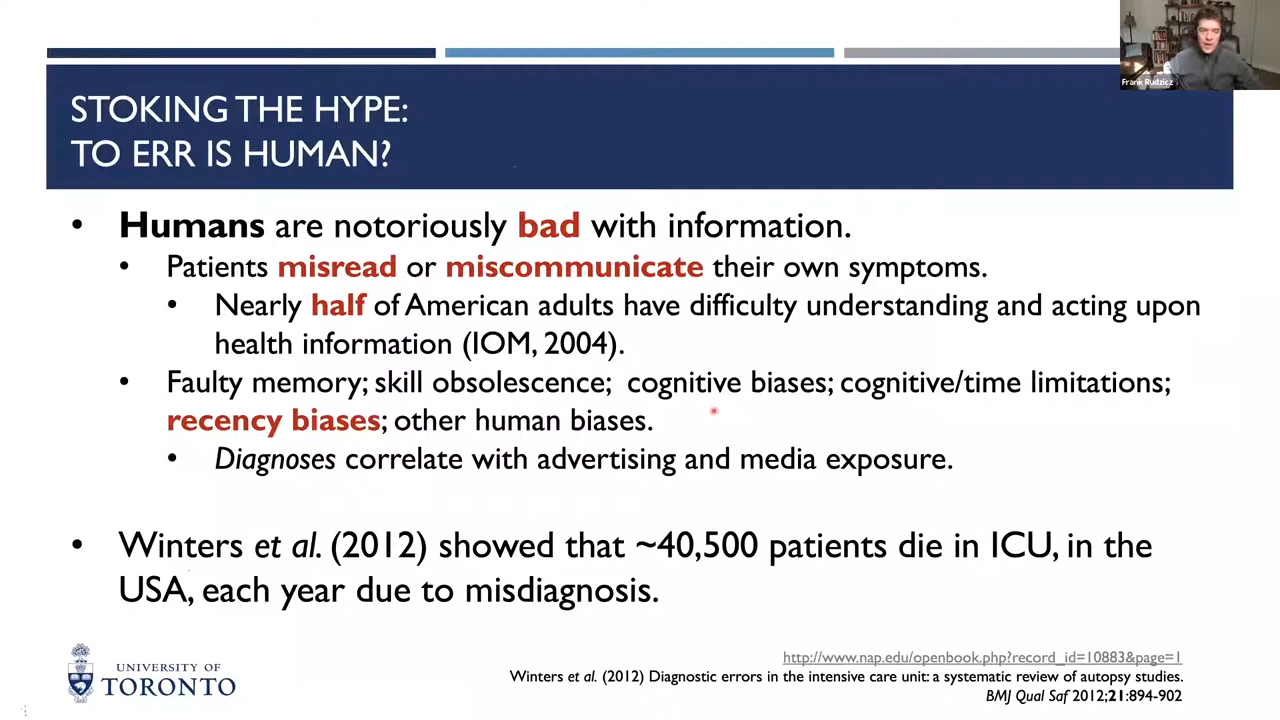 Frank Rudzicz
STOKING THE HYPE:
TO ERR IS HUMAN?
• Humans are notoriously bad with information.
• Patients misread or miscommunicate their own symptoms.
• Nearly half of American adults have difficulty understanding and acting upon
health information (IOM, 2004).
• Faulty memory; skill obsolescence; cognitive biases; cognitive/time limitations;
recency biases; other human biases.
• Diagnoses correlate with advertising and media exposure.
• Winters et al. (2012) showed that ~40,500 patients die in ICU, in the
USA, each year due to misdiagnosis.
UNIVERSITY OF
TORONTO
http://www.nap.edu/openbook.php?record_id=10883&page=1
Winters et al. (2012) Diagnostic errors in the intensive care unit: a systematic review of autopsy studies.
BMJ Qual Saf 2012;21:894-902